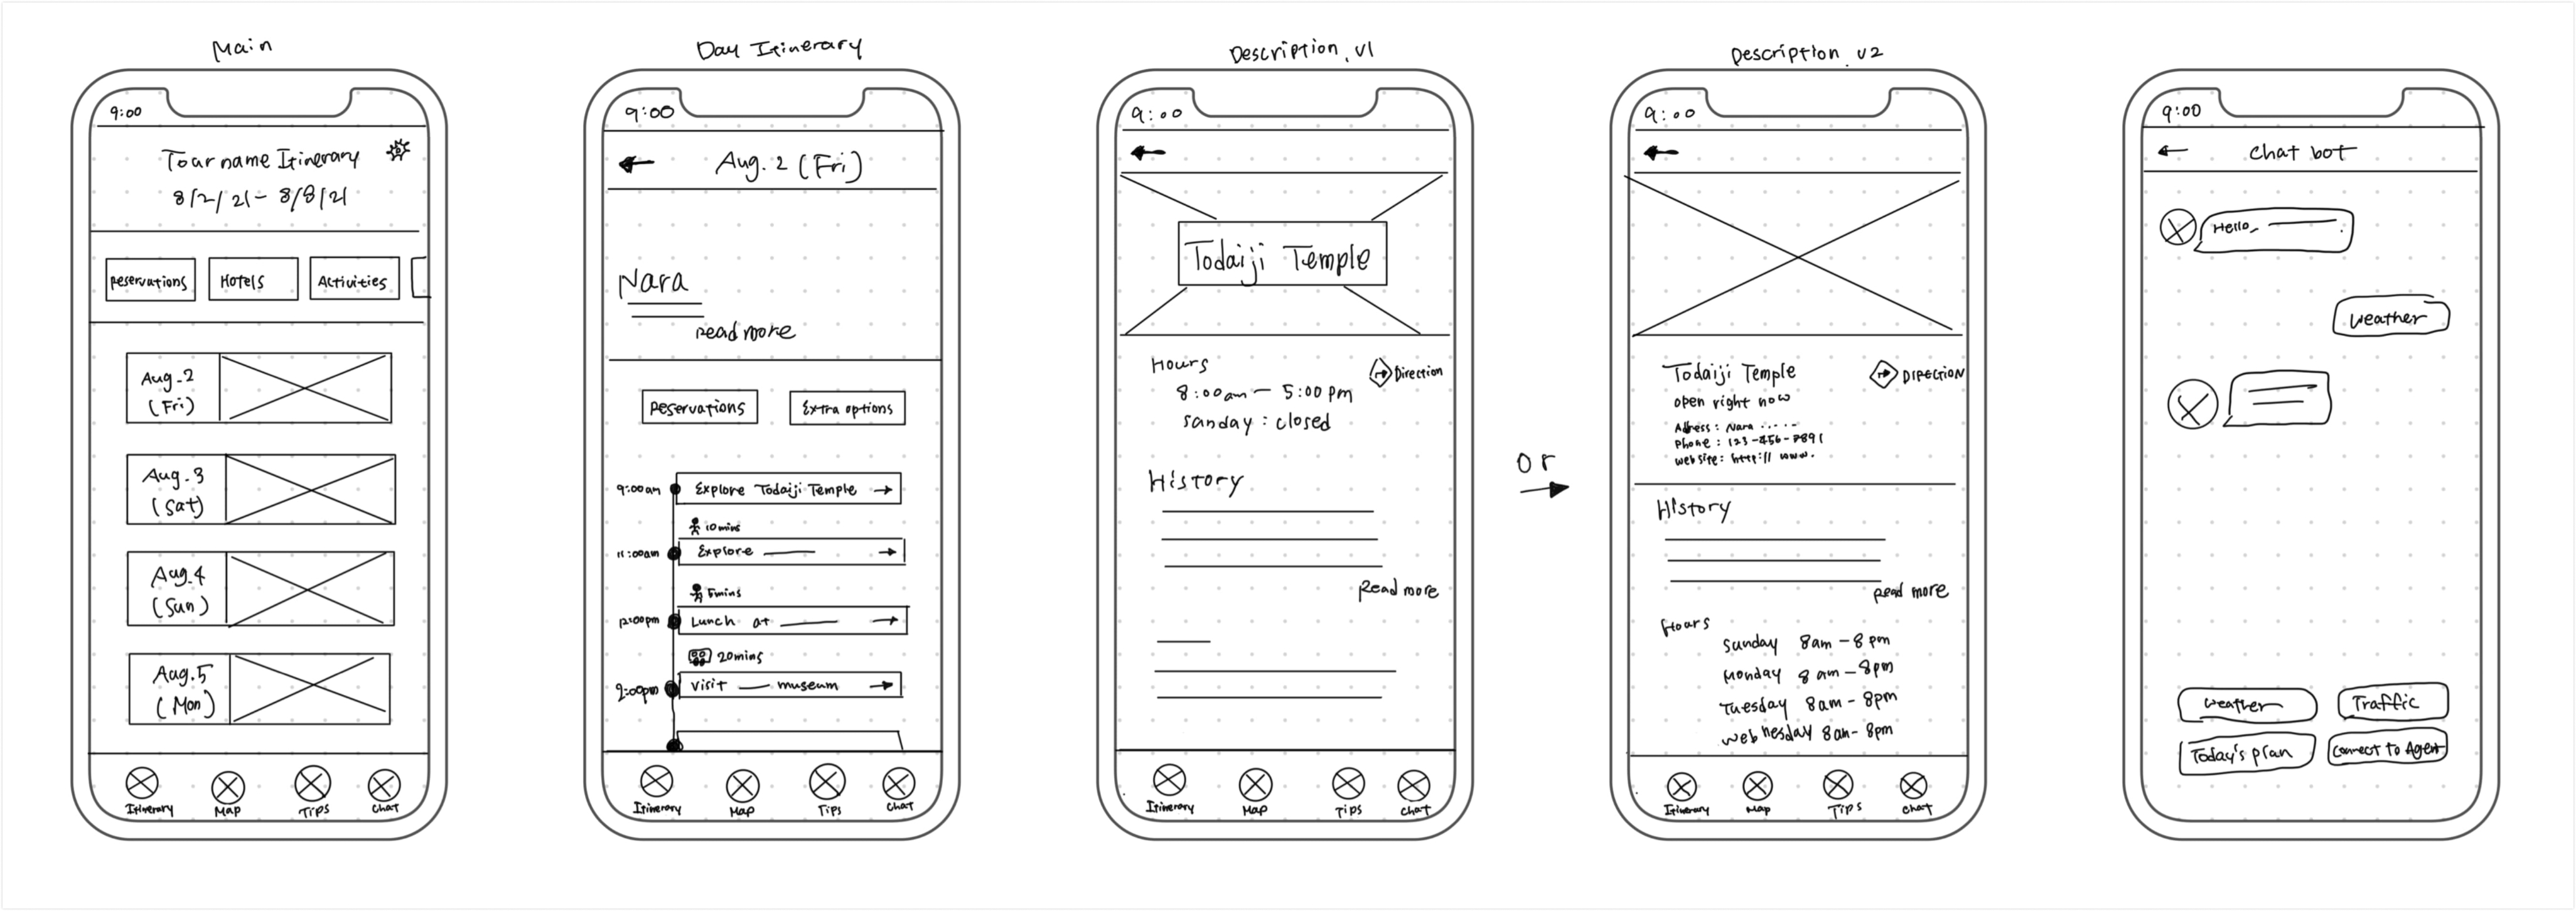 Main
9:00
Tour name Itinerary
8/2/21 - 8/8/21
Reservations
Hotels
Activities
Aug. 2
(Fri)
Aug. 3
(Sat)
Aug. 4
(Sun)
Aug. 5
(Mon)
Itinerary
Map
Tips
Chat
Day Itinerary
9:00
Aug. 2 (Fri)
Nara
Read more
Reservations
Extra options
9:00am
Explore Todaiji Temple
10mins
11:00am
Explore
5mins
12:00pm
Lunch at
20mins
2:00pm
Visit museum
Itinerary
Map
Tips
Chat
Description_v1
9:00
Todaiji Temple
Hours
Direction
8:00am - 5:00pm
Sunday : closed
History
Read more
Itinerary
Map
Tips
Chat
or
Description_v2
9:00
Todaiji Temple
DIRECTION
open right now
Address : Nara .....
Phone : 123-456-7891
website : http:// www.
History
Read more
Hours
Sunday 8am - 8pm
Monday 8am - 8pm
Tuesday 8am - 8pm
Wednesday 8am - 8pm
Itinerary
Map
Tips
Chat
9:00
Chat bot
Hello,
Weather
Weather
Traffic
Today's plan
Connect to Agent